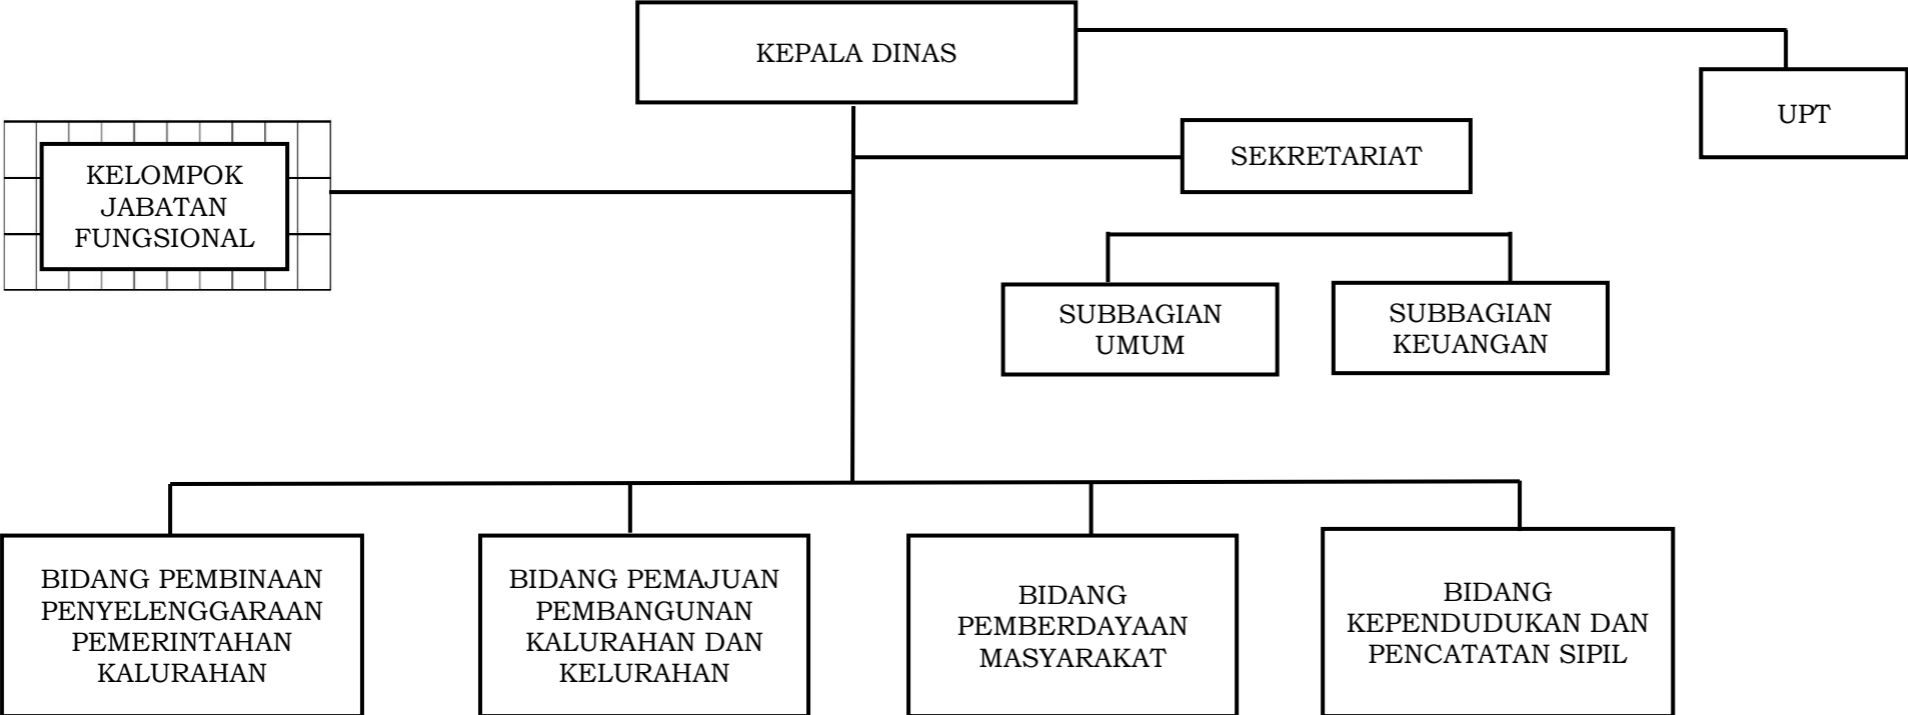 KEPALA DINAS
UPT
SEKRETARIAT
KELOMPOK
JABATAN
FUNGSIONAL
SUBBAGIAN
UMUM
SUBBAGIAN
KEUANGAN
BIDANG PEMBINAAN
PENYELENGGARAAN
PEMERINTAHAN
KALURAHAN
BIDANG PEMAJUAN
PEMBANGUNAN
KALURAHAN DAN
KELURAHAN
BIDANG
PEMBERDAYAAN
MASYARAKAT
BIDANG
KEPENDUDUKAN DAN
PENCATATAN SIPIL